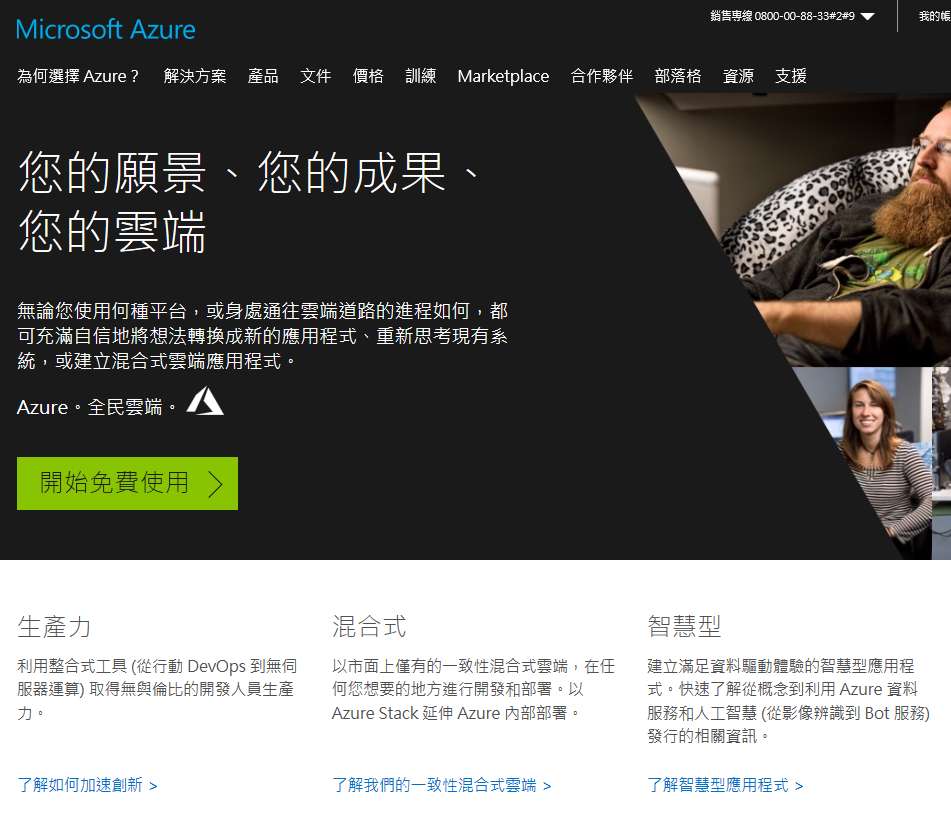 Microsoft Azure
銷售專線 0800-00-88-33#2#9
我的帳
為何選擇 Azure？ 解決方案 產品 文件 價格 訓練 Marketplace 合作夥伴 部落格 資源 支援
您的願景、您的成果、
您的雲端
無論您使用何種平台，或身處通往雲端道路的進程如何，都
可充滿自信地將想法轉換成新的應用程式、重新思考現有系
統，或建立混合式雲端應用程式。
Azure。全民雲端。
開始免費使用
生產力
利用整合式工具 (從行動 DevOps 到無伺
服器運算) 取得無與倫比的開發人員生產
力。
了解如何加速創新 >
混合式
以市面上僅有的一致性混合式雲端，在任
何您想要的地方進行開發和部署。以
Azure Stack 延伸 Azure 內部部署。
了解我們的一致性混合式雲端 >
智慧型
建立滿足資料驅動體驗的智慧型應用程
式。快速了解從概念到利用 Azure 資料
服務和人工智慧 (從影像辨識到 Bot 服務)
發行的相關資訊。
了解智慧型應用程式 >